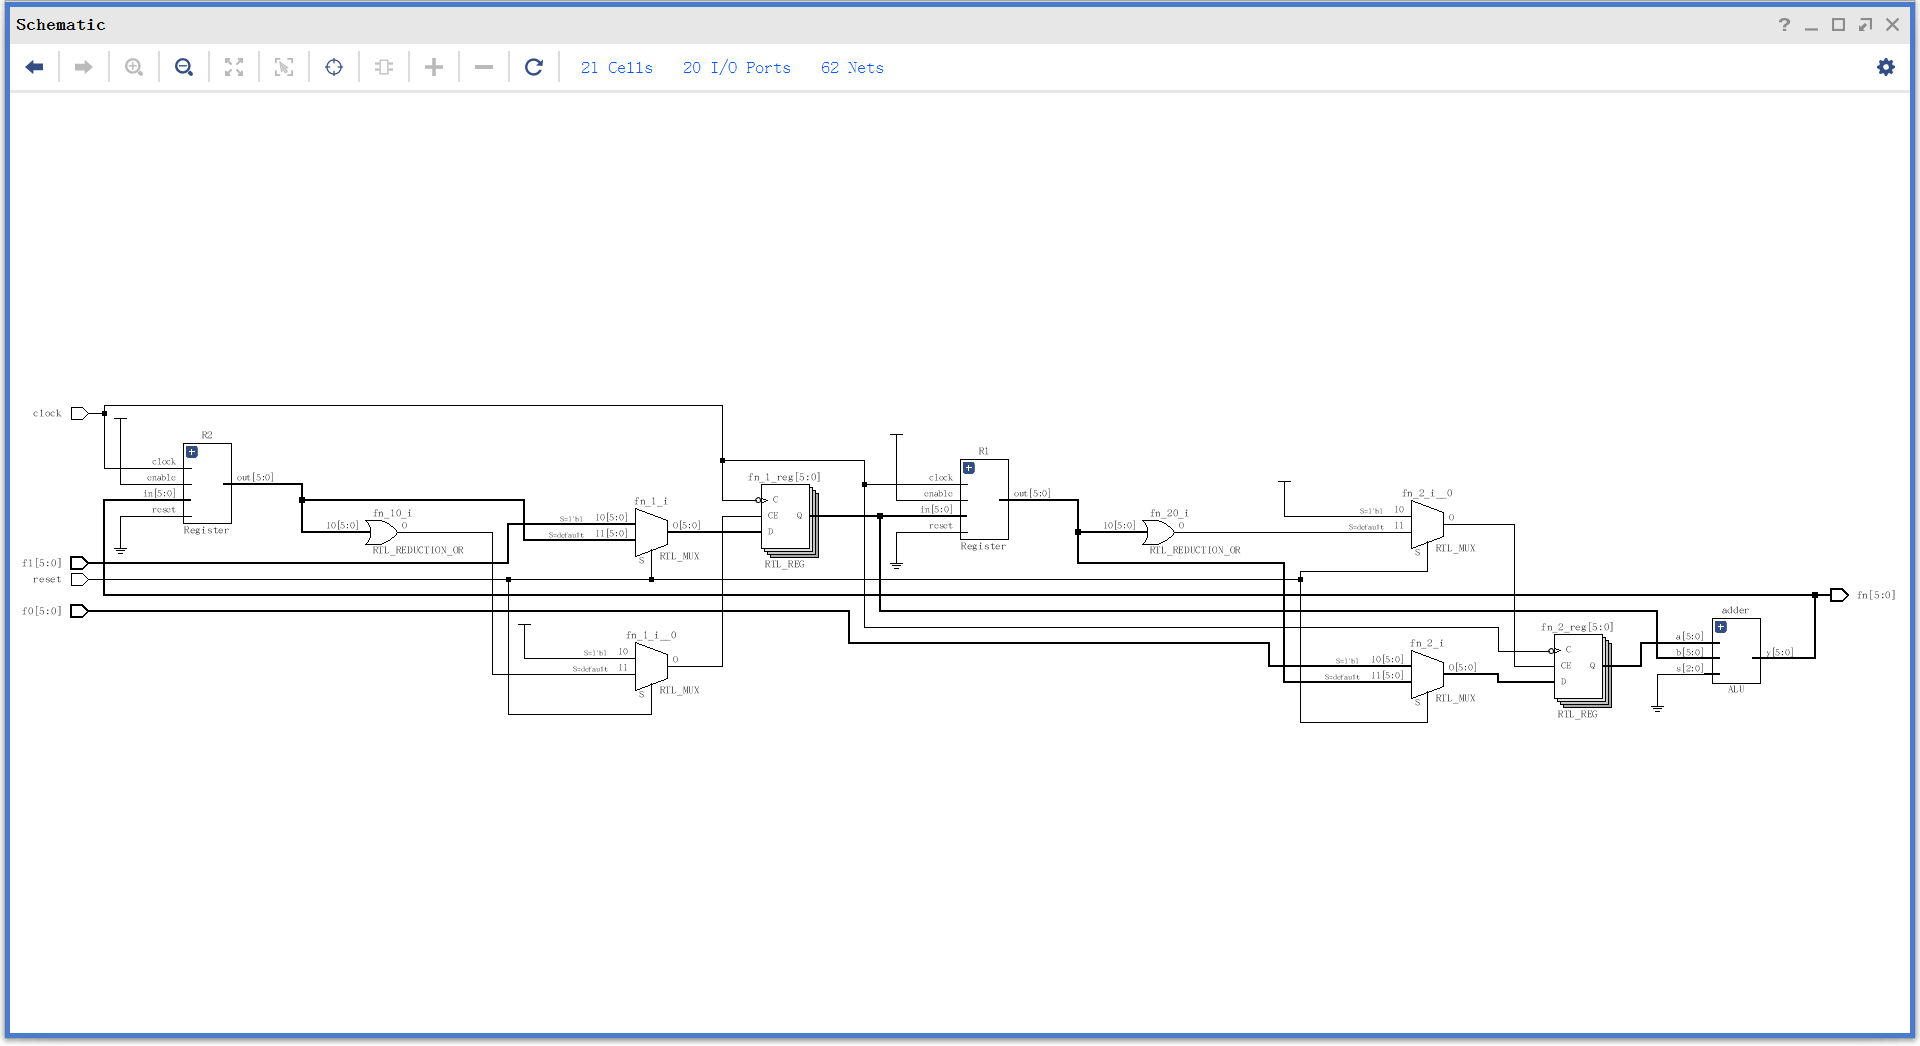 Schematic
21 Cells 20 I/O Ports 62 Nets
clock
R2
clock
enable
in[5:0]
reset
out[5:0]
Register
fn_10_i
I0[5:0] O
RTL_REDUCTION_OR
fn_1_i
S=1'b1 I0[5:0]
S=default I1[5:0]
O[5:0]
S
RTL_MUX
fn_1_reg[5:0]
C
CE Q
D
RTL_REG
R1
clock
enable
in[5:0]
reset
out[5:0]
Register
fn_20_i
I0[5:0] O
RTL_REDUCTION_OR
fn_2_i__0
S=1'b1 I0
S=default I1
O
S
RTL_MUX
f1[5:0]
reset
f0[5:0]
fn_1_i__0
S=1'b1 I0
S=default I1
O
S
RTL_MUX
fn_2_i
S=1'b1 I0[5:0]
S=default I1[5:0]
O[5:0]
S
RTL_MUX
fn_2_reg[5:0]
C
CE Q
D
RTL_REG
adder
a[5:0]
b[5:0]
s[2:0]
y[5:0]
ALU
fn[5:0]